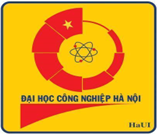 ĐẠI HỌC CÔNG NGHIỆP HÀ NỘI
HaUI